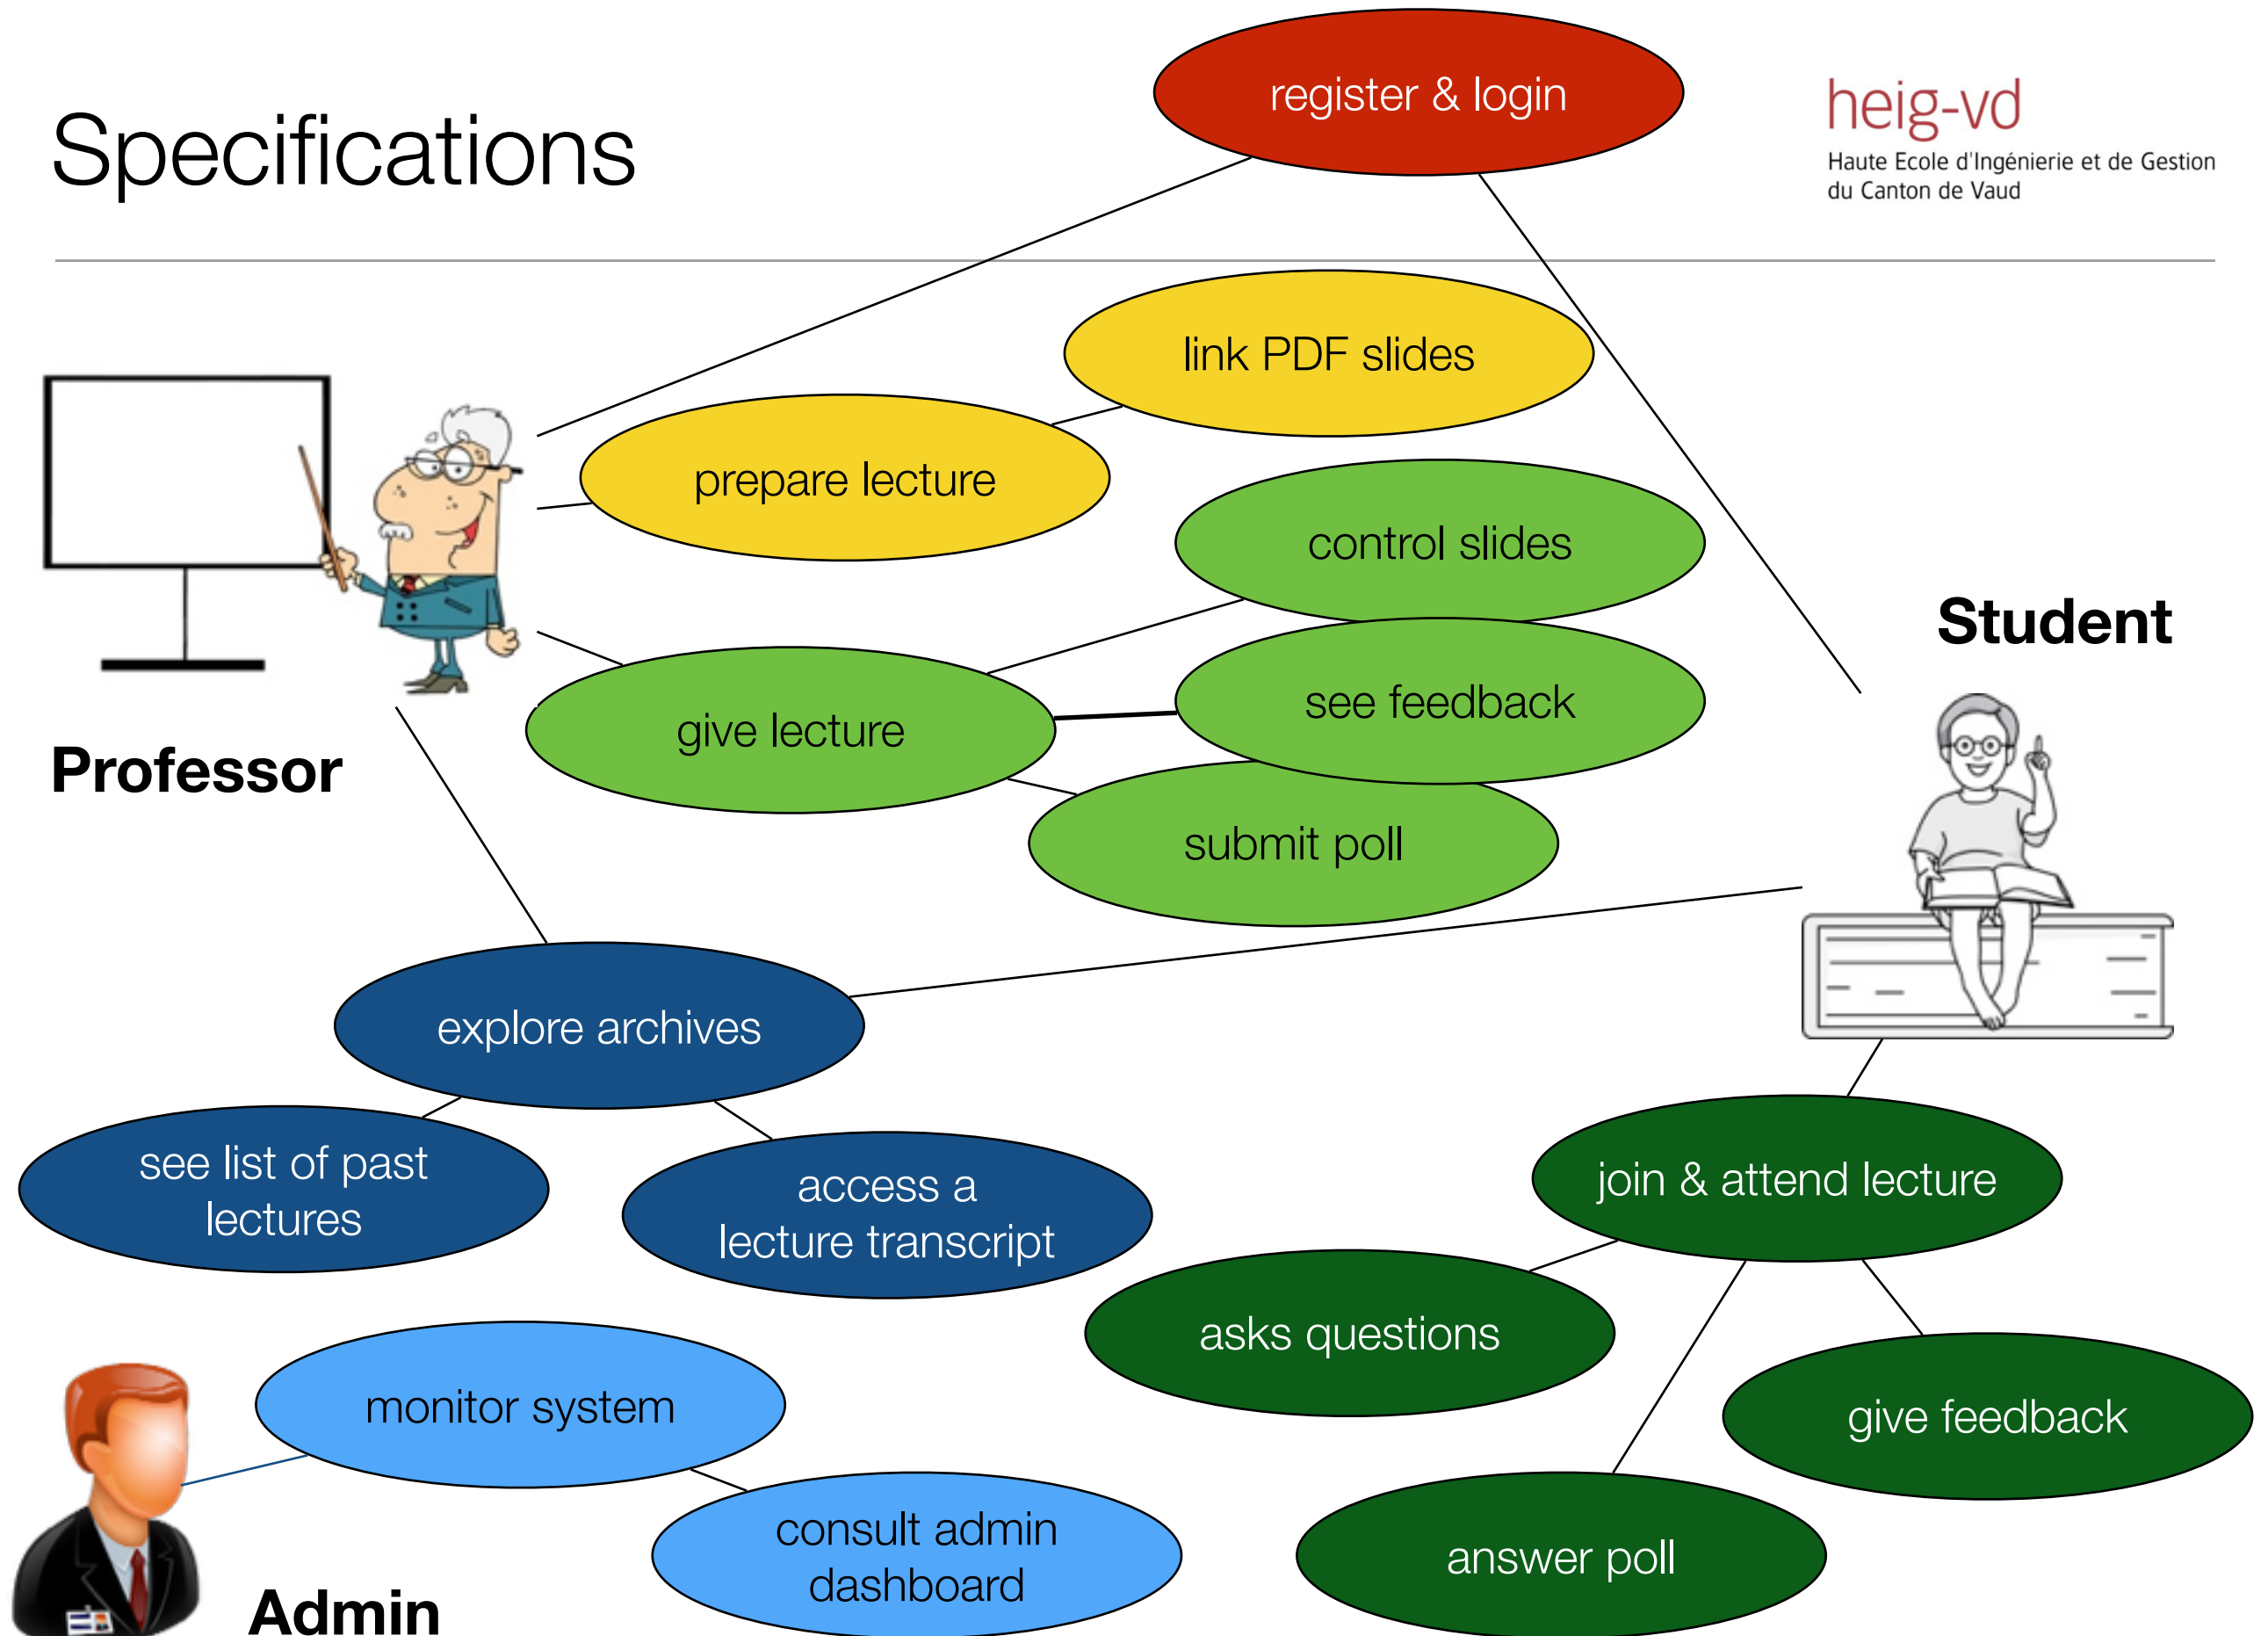 register & login
Specifications
heig-vd
Haute Ecole d'Ingénierie et de Gestion
du Canton de Vaud
link PDF slides
prepare lecture
control slides
Student
see feedback
give lecture
Professor
submit poll
explore archives
see list of past
lectures
access a
lecture transcript
join & attend lecture
asks questions
monitor system
give feedback
consult admin
dashboard
answer poll
Admin